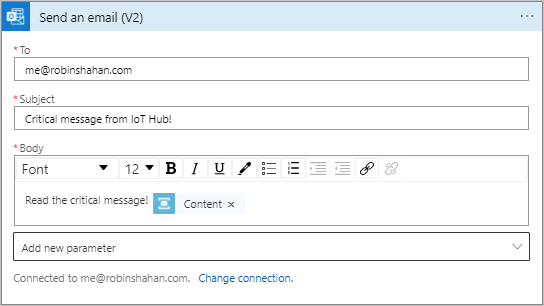 Send an email (V2)
*To
me@robinshahan.com
*Subject
Critical message from IoT Hub!
*Body
Font 12 B I U
Read the critical message! Content ×
Add new parameter
Connected to me@robinshahan.com. Change connection.